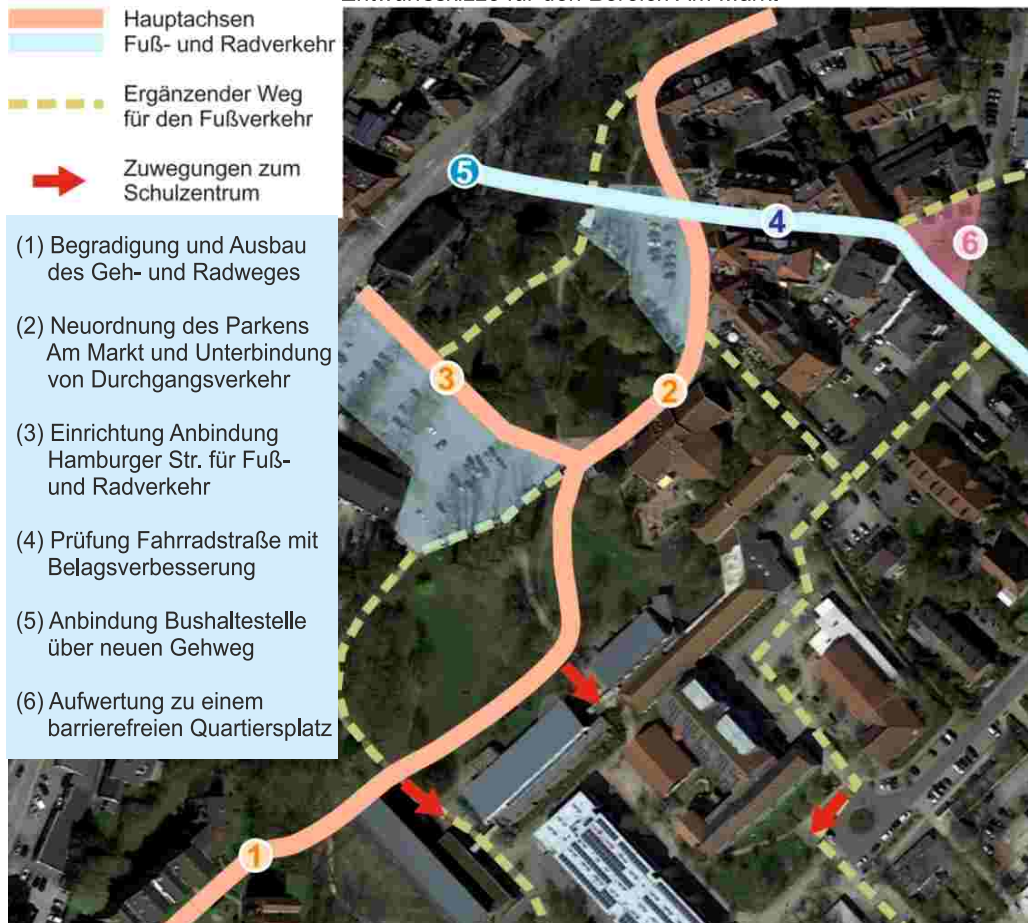 Hauptachsen
Fuß- und Radverkehr
Ergänzender Weg
für den Fußverkehr
Zuwegungen zum
Schulzentrum
(1) Begradigung und Ausbau
des Geh- und Radweges
(2) Neuordnung des Parkens
Am Markt und Unterbindung
von Durchgangsverkehr
(3) Einrichtung Anbindung
Hamburger Str. für Fuß-
und Radverkehr
(4) Prüfung Fahrradstraße mit
Belagsverbesserung
(5) Anbindung Bushaltestelle
über neuen Gehweg
(6) Aufwertung zu einem
barrierefreien Quartiersplatz
5
4
6
3
2
1